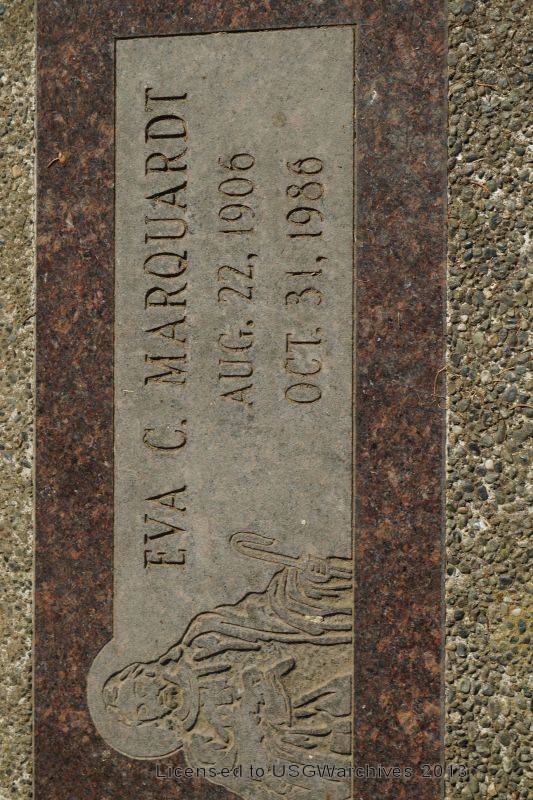 EVA C. MARQUARDT
AUG. 22, 1906
OCT. 31, 1986
Licensed to USGWarchives 2013